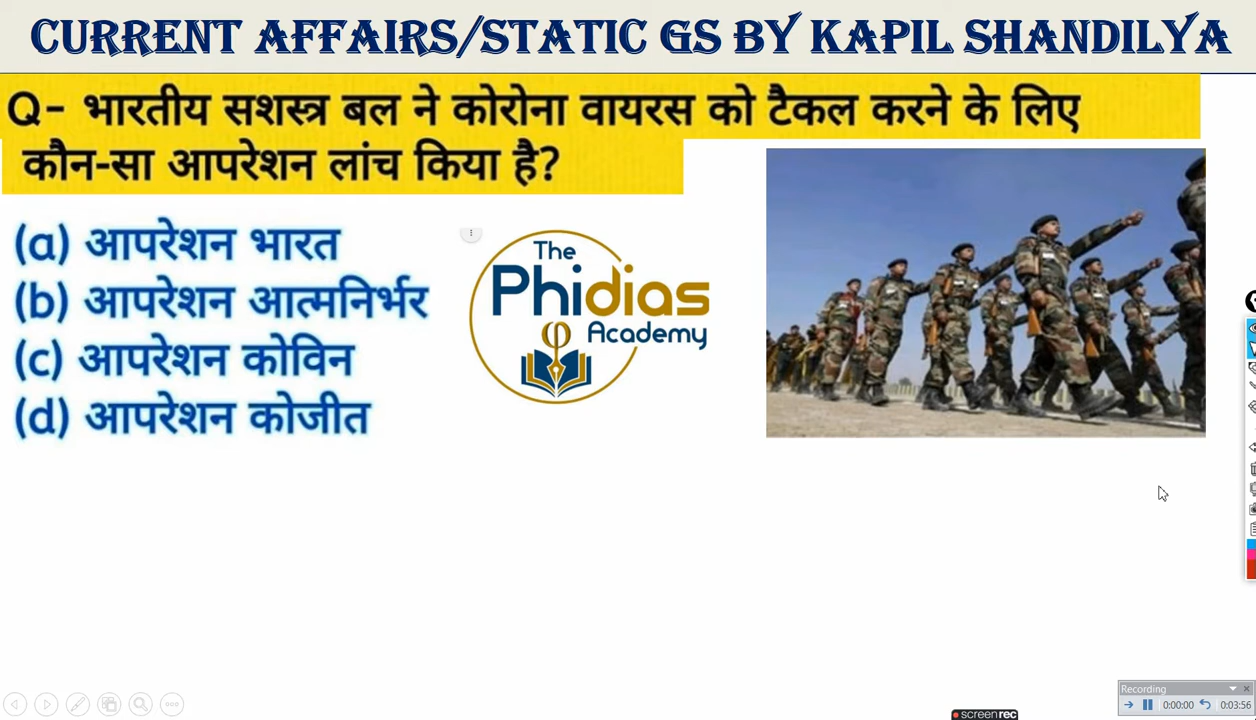 CURRENT AFFAIRS/STATIC GS BY KAPIL SHANDILYA
Q- भारतीय सशस्त्र बल ने कोरोना वायरस को टैकल करने के लिए
कौन-सा आपरेशन लांच किया है?
(a) आपरेशन भारत
(b) आपरेशन आत्मनिर्भर
(c) आपरेशन कोविन
(d) आपरेशन कोजीत
The
Phidias
Academy
Recording
0:00:00 0:03:56
screenrec